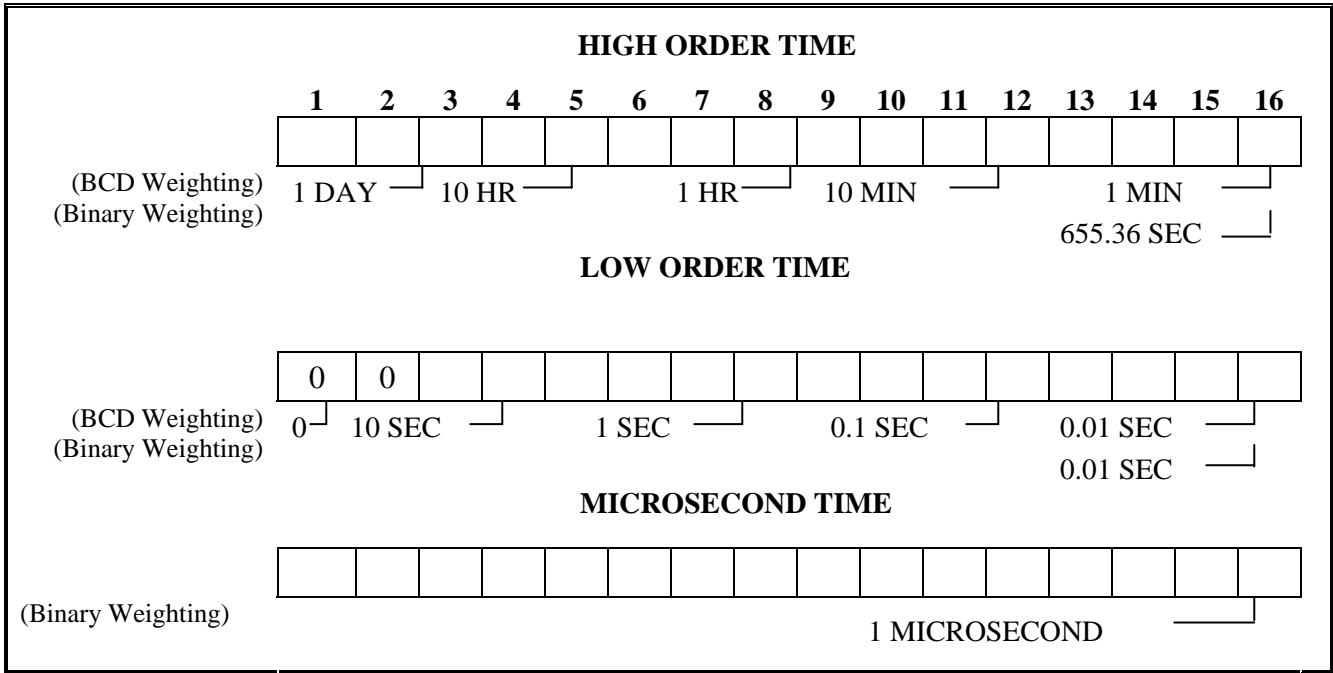 HIGH ORDER TIME
1 2 3 4 5 6 7 8 9 10 11 12 13 14 15 16
(BCD Weighting) 1 DAY 10 HR 1 HR 10 MIN 1 MIN
(Binary Weighting) 655.36 SEC
LOW ORDER TIME
0 0
(BCD Weighting) 0 10 SEC 1 SEC 0.1 SEC 0.01 SEC
(Binary Weighting) 0.01 SEC
MICROSECOND TIME
(Binary Weighting) 1 MICROSECOND